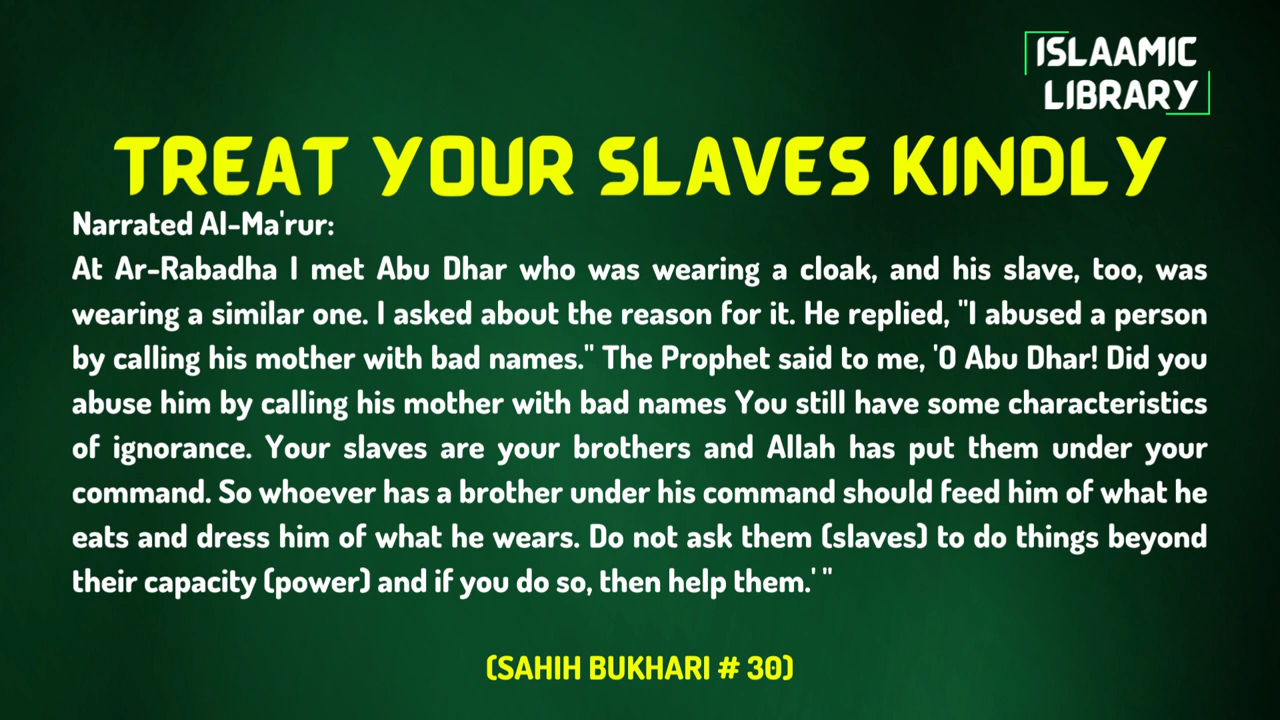 ISLAAMIC
LIBRARY
TREAT YOUR SLAVES KINDLY
Narrated Al-Ma'rur:
At Ar-Rabadha I met Abu Dhar who was wearing a cloak, and his slave, too, was
wearing a similar one. I asked about the reason for it. He replied, "I abused a person
by calling his mother with bad names." The Prophet said to me, 'O Abu Dhar! Did you
abuse him by calling his mother with bad names You still have some characteristics
of ignorance. Your slaves are your brothers and Allah has put them under your
command. So whoever has a brother under his command should feed him of what he
eats and dress him of what he wears. Do not ask them (slaves) to do things beyond
their capacity (power) and if you do so, then help them.' "
(SAHIH BUKHARI # 30)